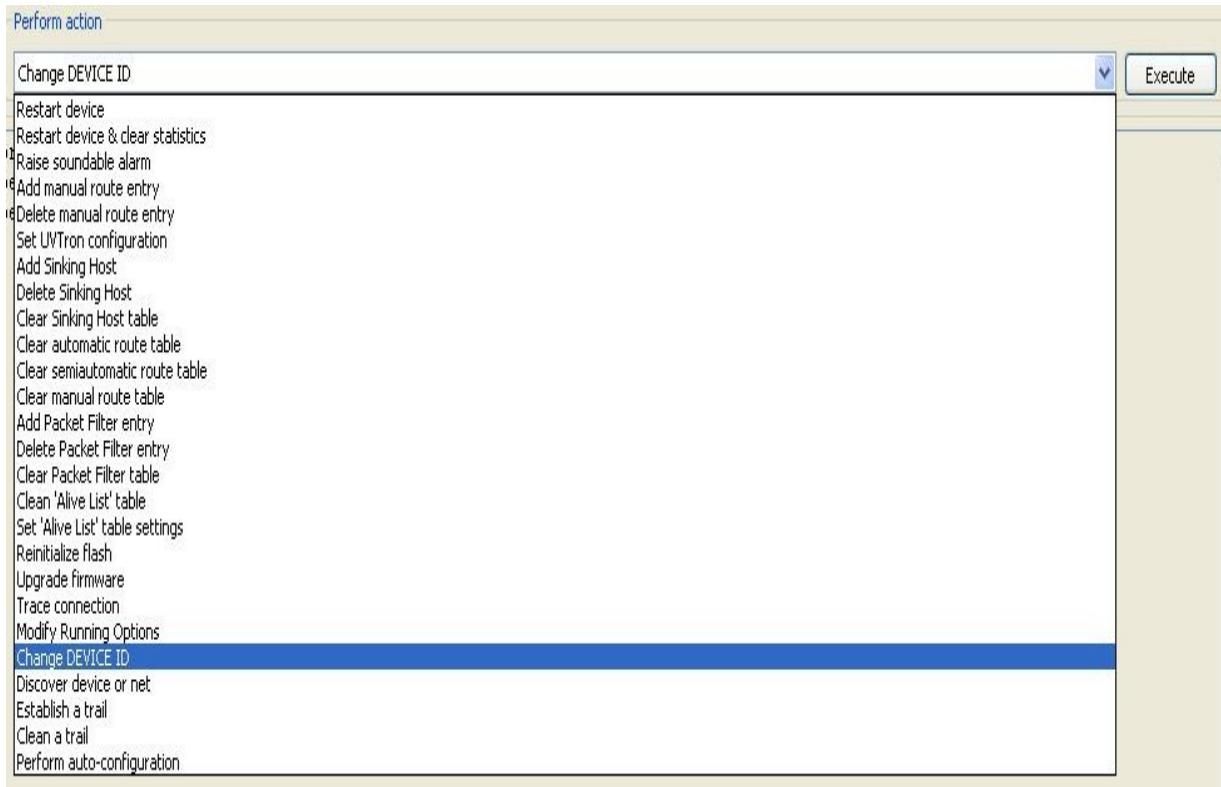 Perform action
Change DEVICE ID
Execute
Restart device
Restart device & clear statistics
Raise soundable alarm
Add manual route entry
Delete manual route entry
Set UVTron configuration
Add Sinking Host
Delete Sinking Host
Clear Sinking Host table
Clear automatic route table
Clear semiautomatic route table
Clear manual route table
Add Packet Filter entry
Delete Packet Filter entry
Clear Packet Filter table
Clean 'Alive List' table
Set 'Alive List' table settings
Reinitialize flash
Upgrade firmware
Trace connection
Modify Running Options
Change DEVICE ID
Discover device or net
Establish a trail
Clean a trail
Perform auto-configuration